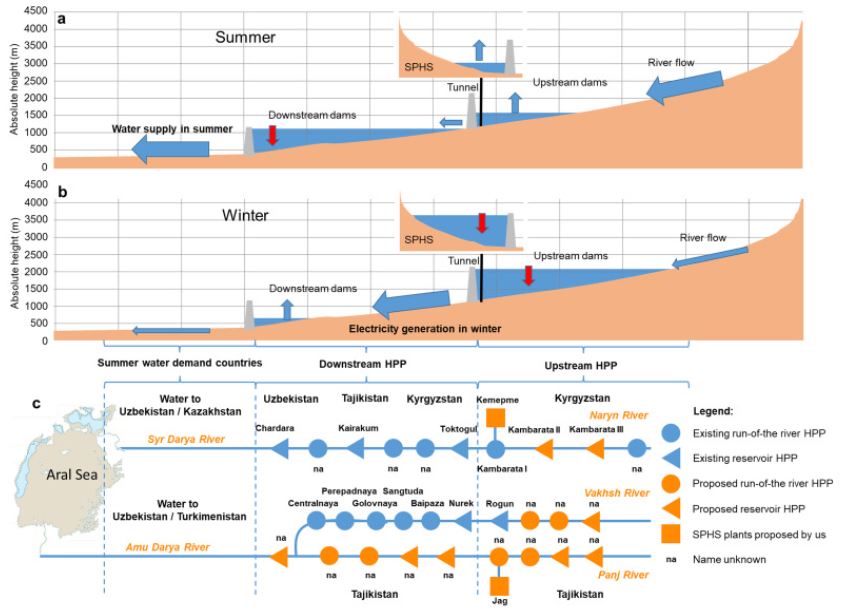 a
Summer
4500
4000
3500
3000
2500
2000
1500
1000
500
0
Absolute height (m)
SPHS
Tunnel
Upstream dams
River flow
Downstream dams
Water supply in summer
b
Winter
4500
4000
3500
3000
2500
2000
1500
1000
500
0
Absolute height (m)
SPHS
Tunnel
Upstream dams
River flow
Downstream dams
Electricity generation in winter
Summer water demand countries
Downstream HPP
Upstream HPP
c
Water to
Uzbekistan / Kazakhstan
Uzbekistan
Tajikistan
Kyrgyzstan
Kemepme
Kyrgyzstan
Naryn River
Syr Darya River
Chardara
Kairakum
Toktogul
Kambarata II
Kambarata III
na
na
na
Kambarata I
na
Aral Sea
Water to
Uzbekistan / Turkimenistan
Perepadnaya
Sangtuda
Centralnaya
Golovnaya
Baipaza
Nurek
Rogun
na
na
na
Vakhsh River
Amu Darya River
na
na
na
na
na
na
na
na
na
Panj River
Jag
Tajikistan
Tajikistan
Legend:
Existing run-of-the river HPP
Existing reservoir HPP
Proposed run-of-the river HPP
Proposed reservoir HPP
SPHS plants proposed by us
na
Name unknown